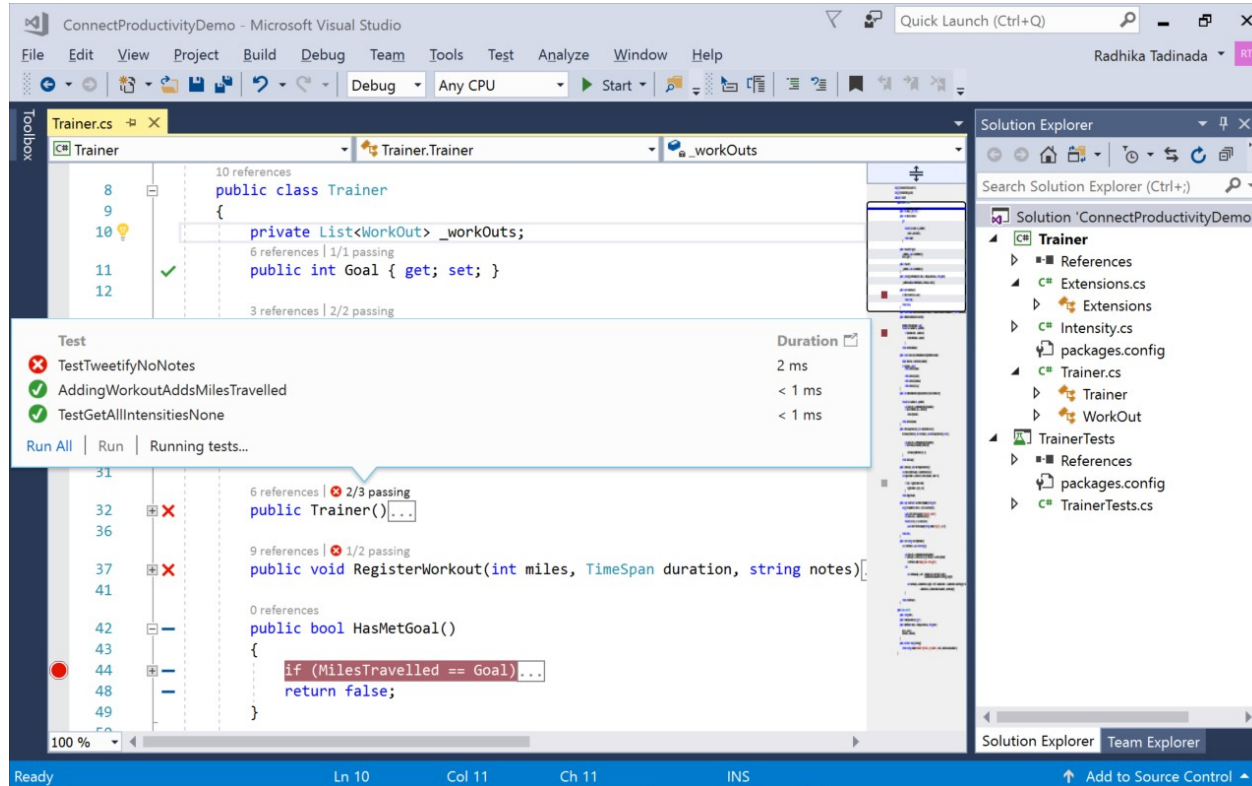 ConnectProductivityDemo - Microsoft Visual Studio
Quick Launch (Ctrl+Q)
File Edit View Project Build Debug Team Tools Test Analyze Window Help
Radhika Tadinada RT
Debug Any CPU Start
Toolbox
Trainer.cs
C# Trainer Trainer.Trainer _workOuts
10 references
8 public class Trainer
9 {
10 private List<WorkOut> _workOuts;
6 references | 1/1 passing
11 public int Goal { get; set; }
12
3 references | 2/2 passing
Test Duration
TestTweetifyNoNotes 2 ms
AddingWorkoutAddsMilesTravelled < 1 ms
TestGetAllIntensitiesNone < 1 ms
Run All | Run | Running tests...
31
6 references | 2/3 passing
32 public Trainer()...
36
9 references | 1/2 passing
37 public void RegisterWorkout(int miles, TimeSpan duration, string notes)
41
0 references
42 public bool HasMetGoal()
43 {
44 if (MilesTravelled == Goal)...
48 return false;
49 }
100 %
Solution Explorer
Search Solution Explorer (Ctrl+;)
Solution 'ConnectProductivityDemo
C# Trainer
References
C# Extensions.cs
Extensions
C# Intensity.cs
packages.config
C# Trainer.cs
Trainer
WorkOut
TrainerTests
References
packages.config
C# TrainerTests.cs
Solution Explorer Team Explorer
Ready Ln 10 Col 11 Ch 11 INS Add to Source Control